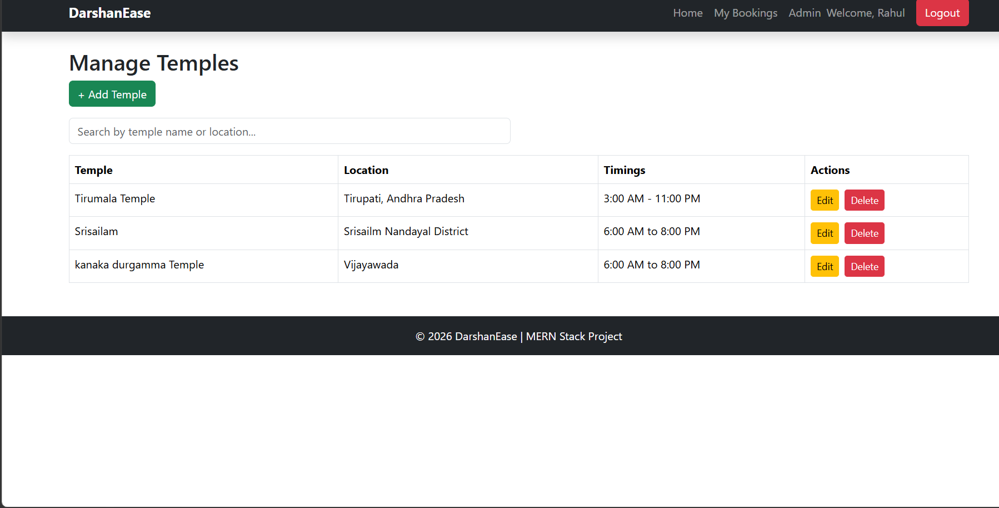 DarshanEase Home My Bookings Admin Welcome, Rahul Logout
Manage Temples
+ Add Temple
Search by temple name or location...
Temple Location Timings Actions
Tirumala Temple Tirupati, Andhra Pradesh 3:00 AM - 11:00 PM Edit Delete
Srisailam Srisailm Nandayal District 6:00 AM to 8:00 PM Edit Delete
kanaka durgamma Temple Vijayawada 6:00 AM to 8:00 PM Edit Delete
© 2026 DarshanEase | MERN Stack Project